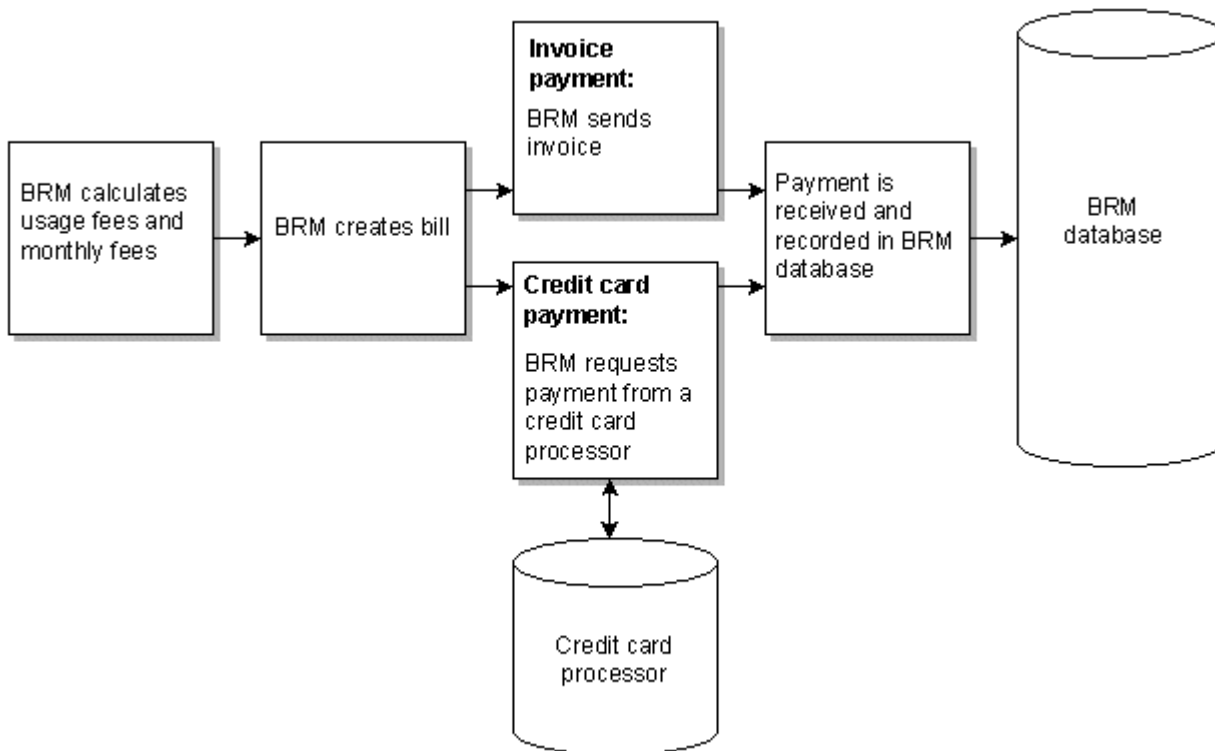 BRM calculates
usage fees and
monthly fees
BRM creates bill
Invoice
payment:
BRM sends
invoice
Credit card
payment:
BRM requests
payment from a
credit card
processor
Payment is
received and
recorded in BRM
database
BRM
database
Credit card
processor